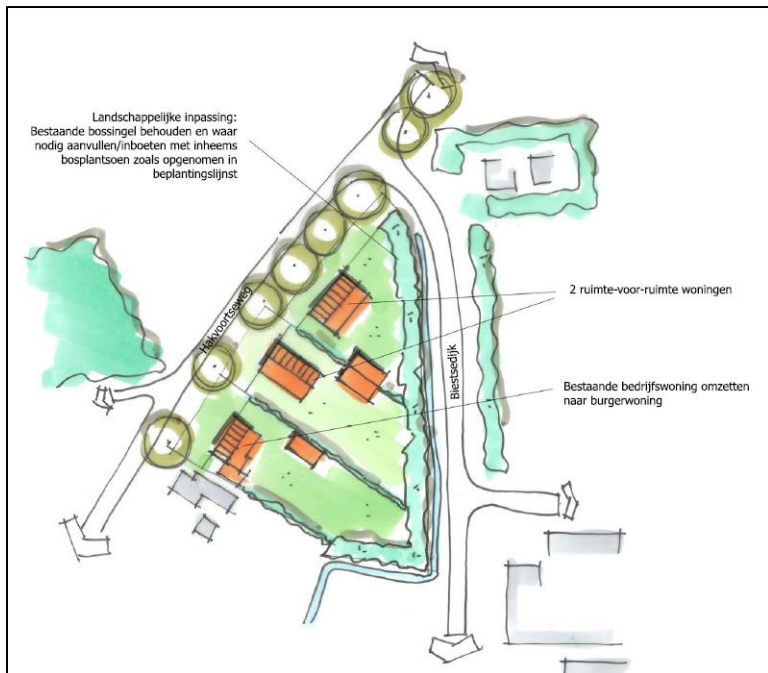 Landschappelijke inpassing:
Bestaande bossingel behouden en waar
nodig aanvullen/inboeten met inheems
bosplantsoen zoals opgenomen in
beplantingslijnst
2 ruimte-voor-ruimte woningen
Hakvoortseweg
Biestsedijk
Bestaande bedrijfswoning omzetten
naar burgerwoning